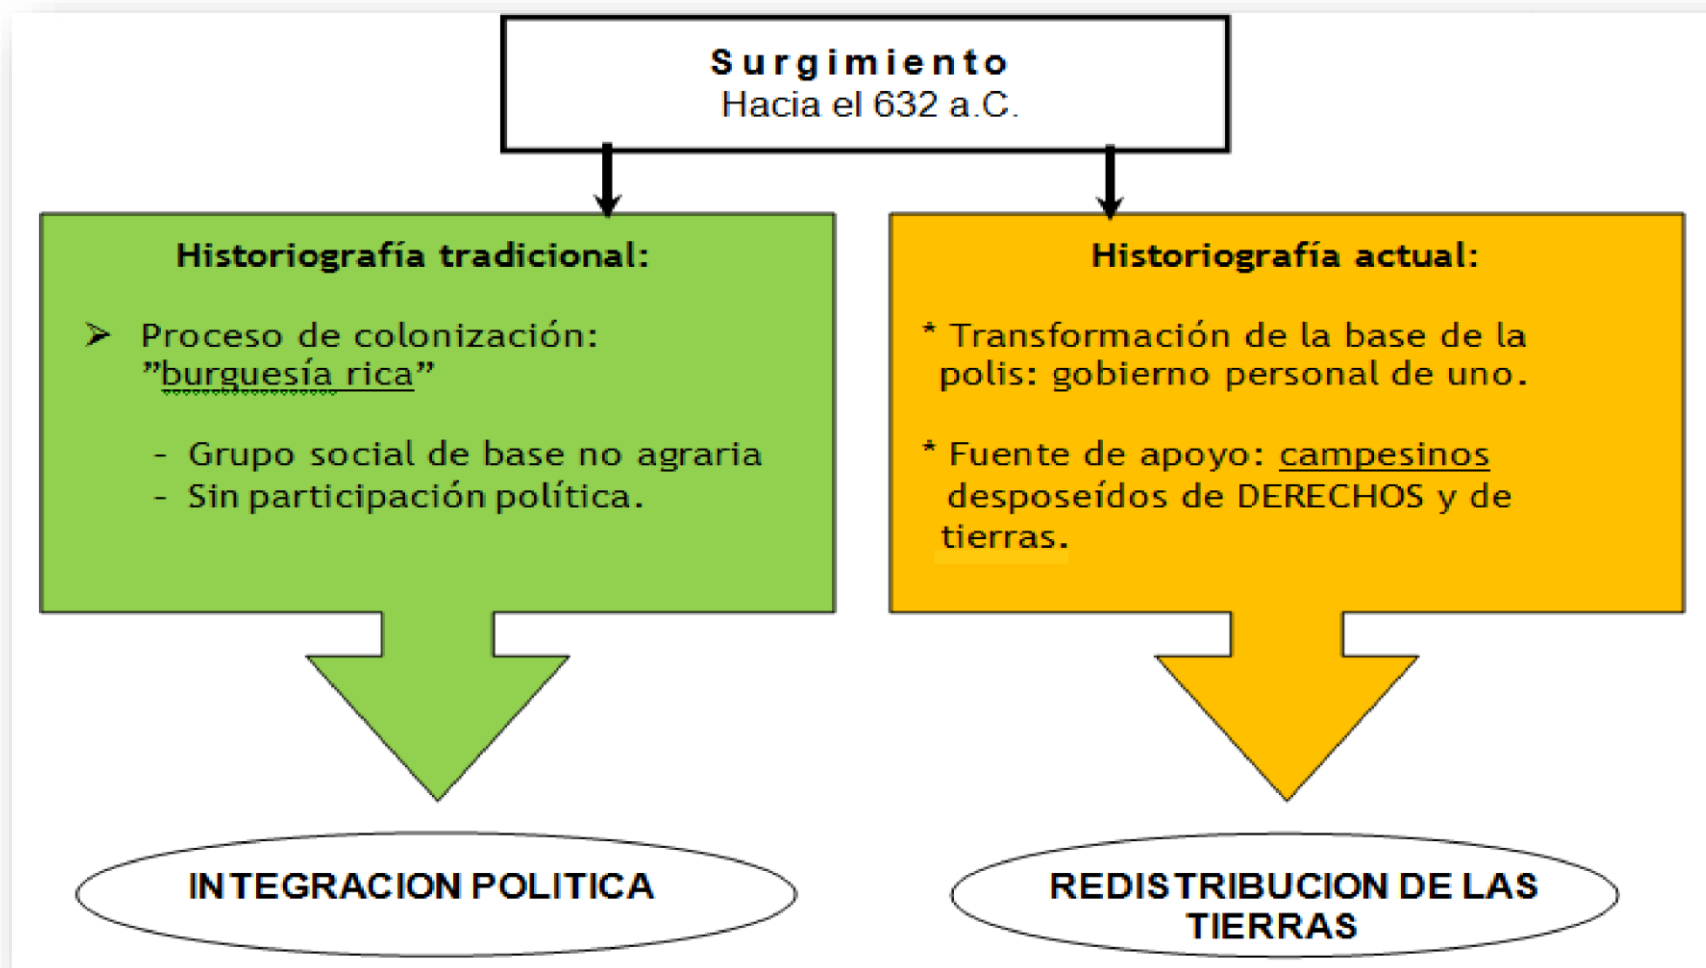 Surgimiento
Hacia el 632 a.C.
Historiografía tradicional:
➢ Proceso de colonización:
”burguesía rica”
- Grupo social de base no agraria
- Sin participación política.
Historiografía actual:
* Transformación de la base de la
polis: gobierno personal de uno.
* Fuente de apoyo: campesinos
desposeídos de DERECHOS y de
tierras.
INTEGRACION POLITICA
REDISTRIBUCION DE LAS
TIERRAS